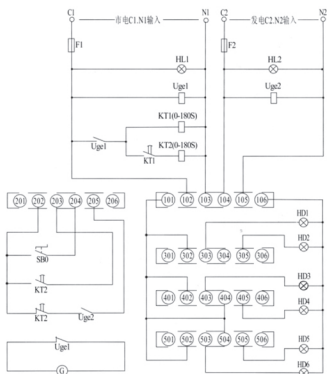 C1 市电C1.N1输入 N1 C2 发电C2.N2输入 N2
F1 F2
HL1 HL2
Uge1 Uge2
KT1(0-180S)
KT2(0-180S)
Uge1 KT1
201 202 203 204 205 206
101 102 103 104 105 106
HD1
HD2
301 302 303 304 305 306
SB0
HD3
KT2
401 402 403 404 405 406
HD4
KT2 Uge2
501 502 503 504 505 506
HD5
Uge1
HD6
G